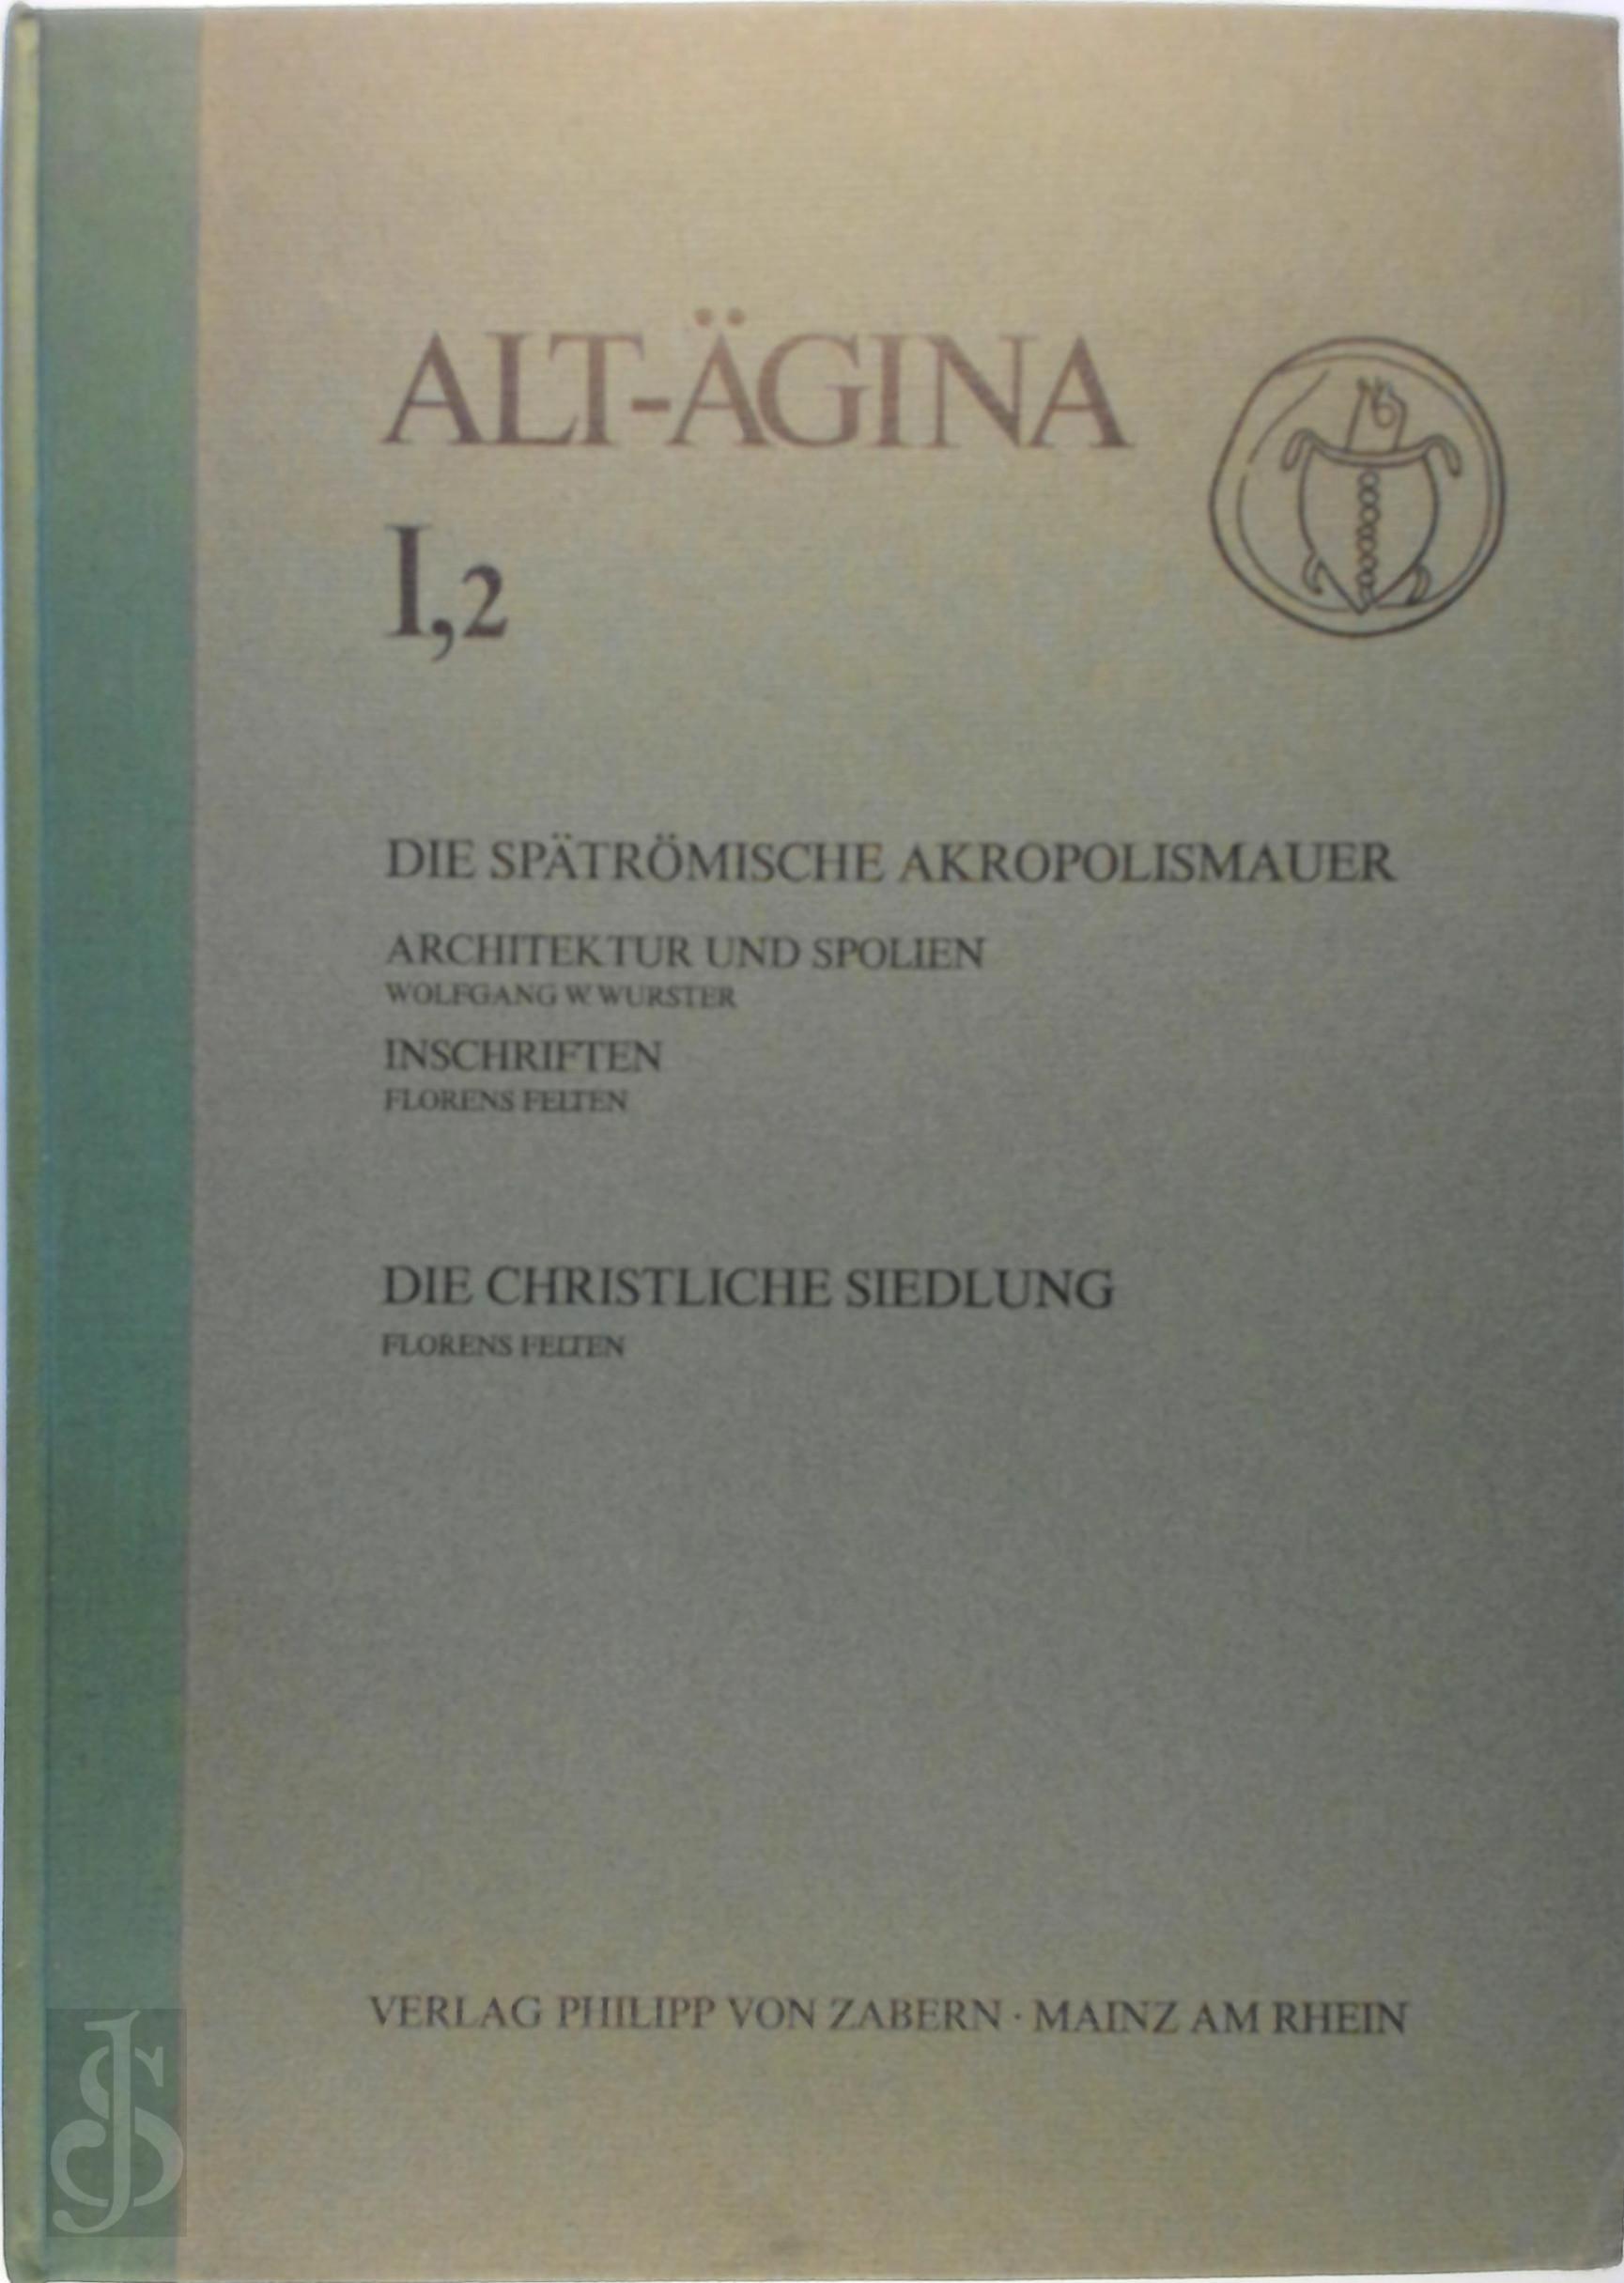 ALT-ÄGINA
I,2
DIE SPÄTRÖMISCHE AKROPOLISMAUER
ARCHITEKTUR UND SPOLIEN
WOLFGANG W. WURSTER
INSCHRIFTEN
FLORENS FELTEN
DIE CHRISTLICHE SIEDLUNG
FLORENS FELTEN
VERLAG PHILIPP VON ZABERN · MAINZ AM RHEIN